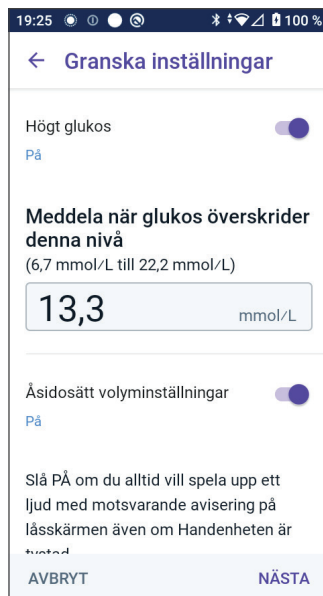 19:25 100 %
Granska inställningar
Högt glukos
På
Meddela när glukos överskrider
denna nivå
(6,7 mmol/L till 22,2 mmol/L)
13,3 mmol/L
Åsidosätt volyminställningar
På
Slå PÅ om du alltid vill spela upp ett
ljud med motsvarande avisering på
låsskärmen även om Handenheten är
tystad
AVBRYT NÄSTA